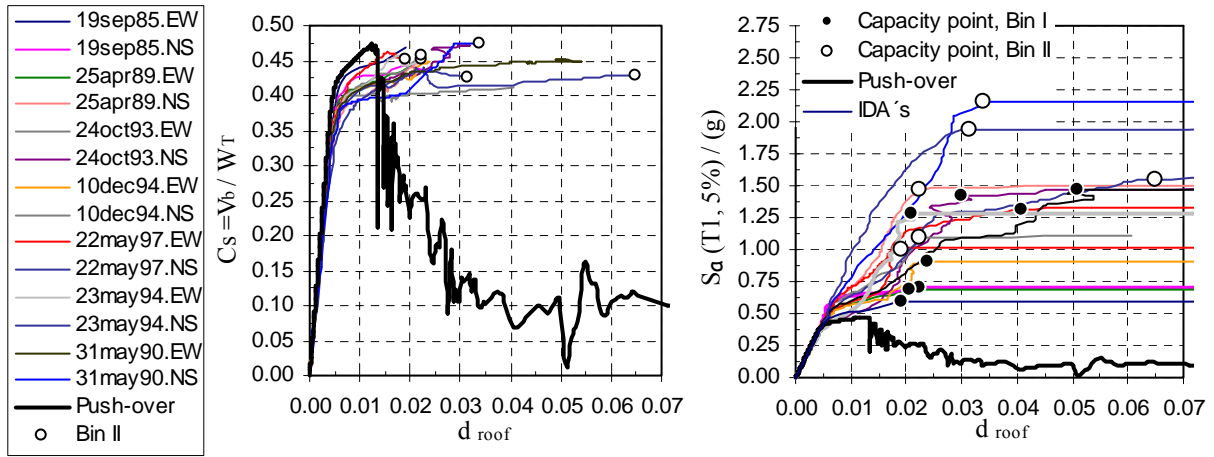 19sep85.EW
19sep85.NS
25apr89.EW
25apr89.NS
24oct93.EW
24oct93.NS
10dec94.EW
10dec94.NS
22may97.EW
22may97.NS
23may94.EW
23may94.NS
31may90.EW
31may90.NS
Push-over
Bin II
Cs =Vb / WT
0.50
0.45
0.40
0.35
0.30
0.25
0.20
0.15
0.10
0.05
0.00
0.00 0.01 0.02 0.03 0.04 0.05 0.06 0.07
d roof
Sa (T1, 5%) / (g)
2.75
2.50
2.25
2.00
1.75
1.50
1.25
1.00
0.75
0.50
0.25
0.00
Capacity point, Bin I
Capacity point, Bin II
Push-over
IDA´s
0.00 0.01 0.02 0.03 0.04 0.05 0.06 0.07
d roof